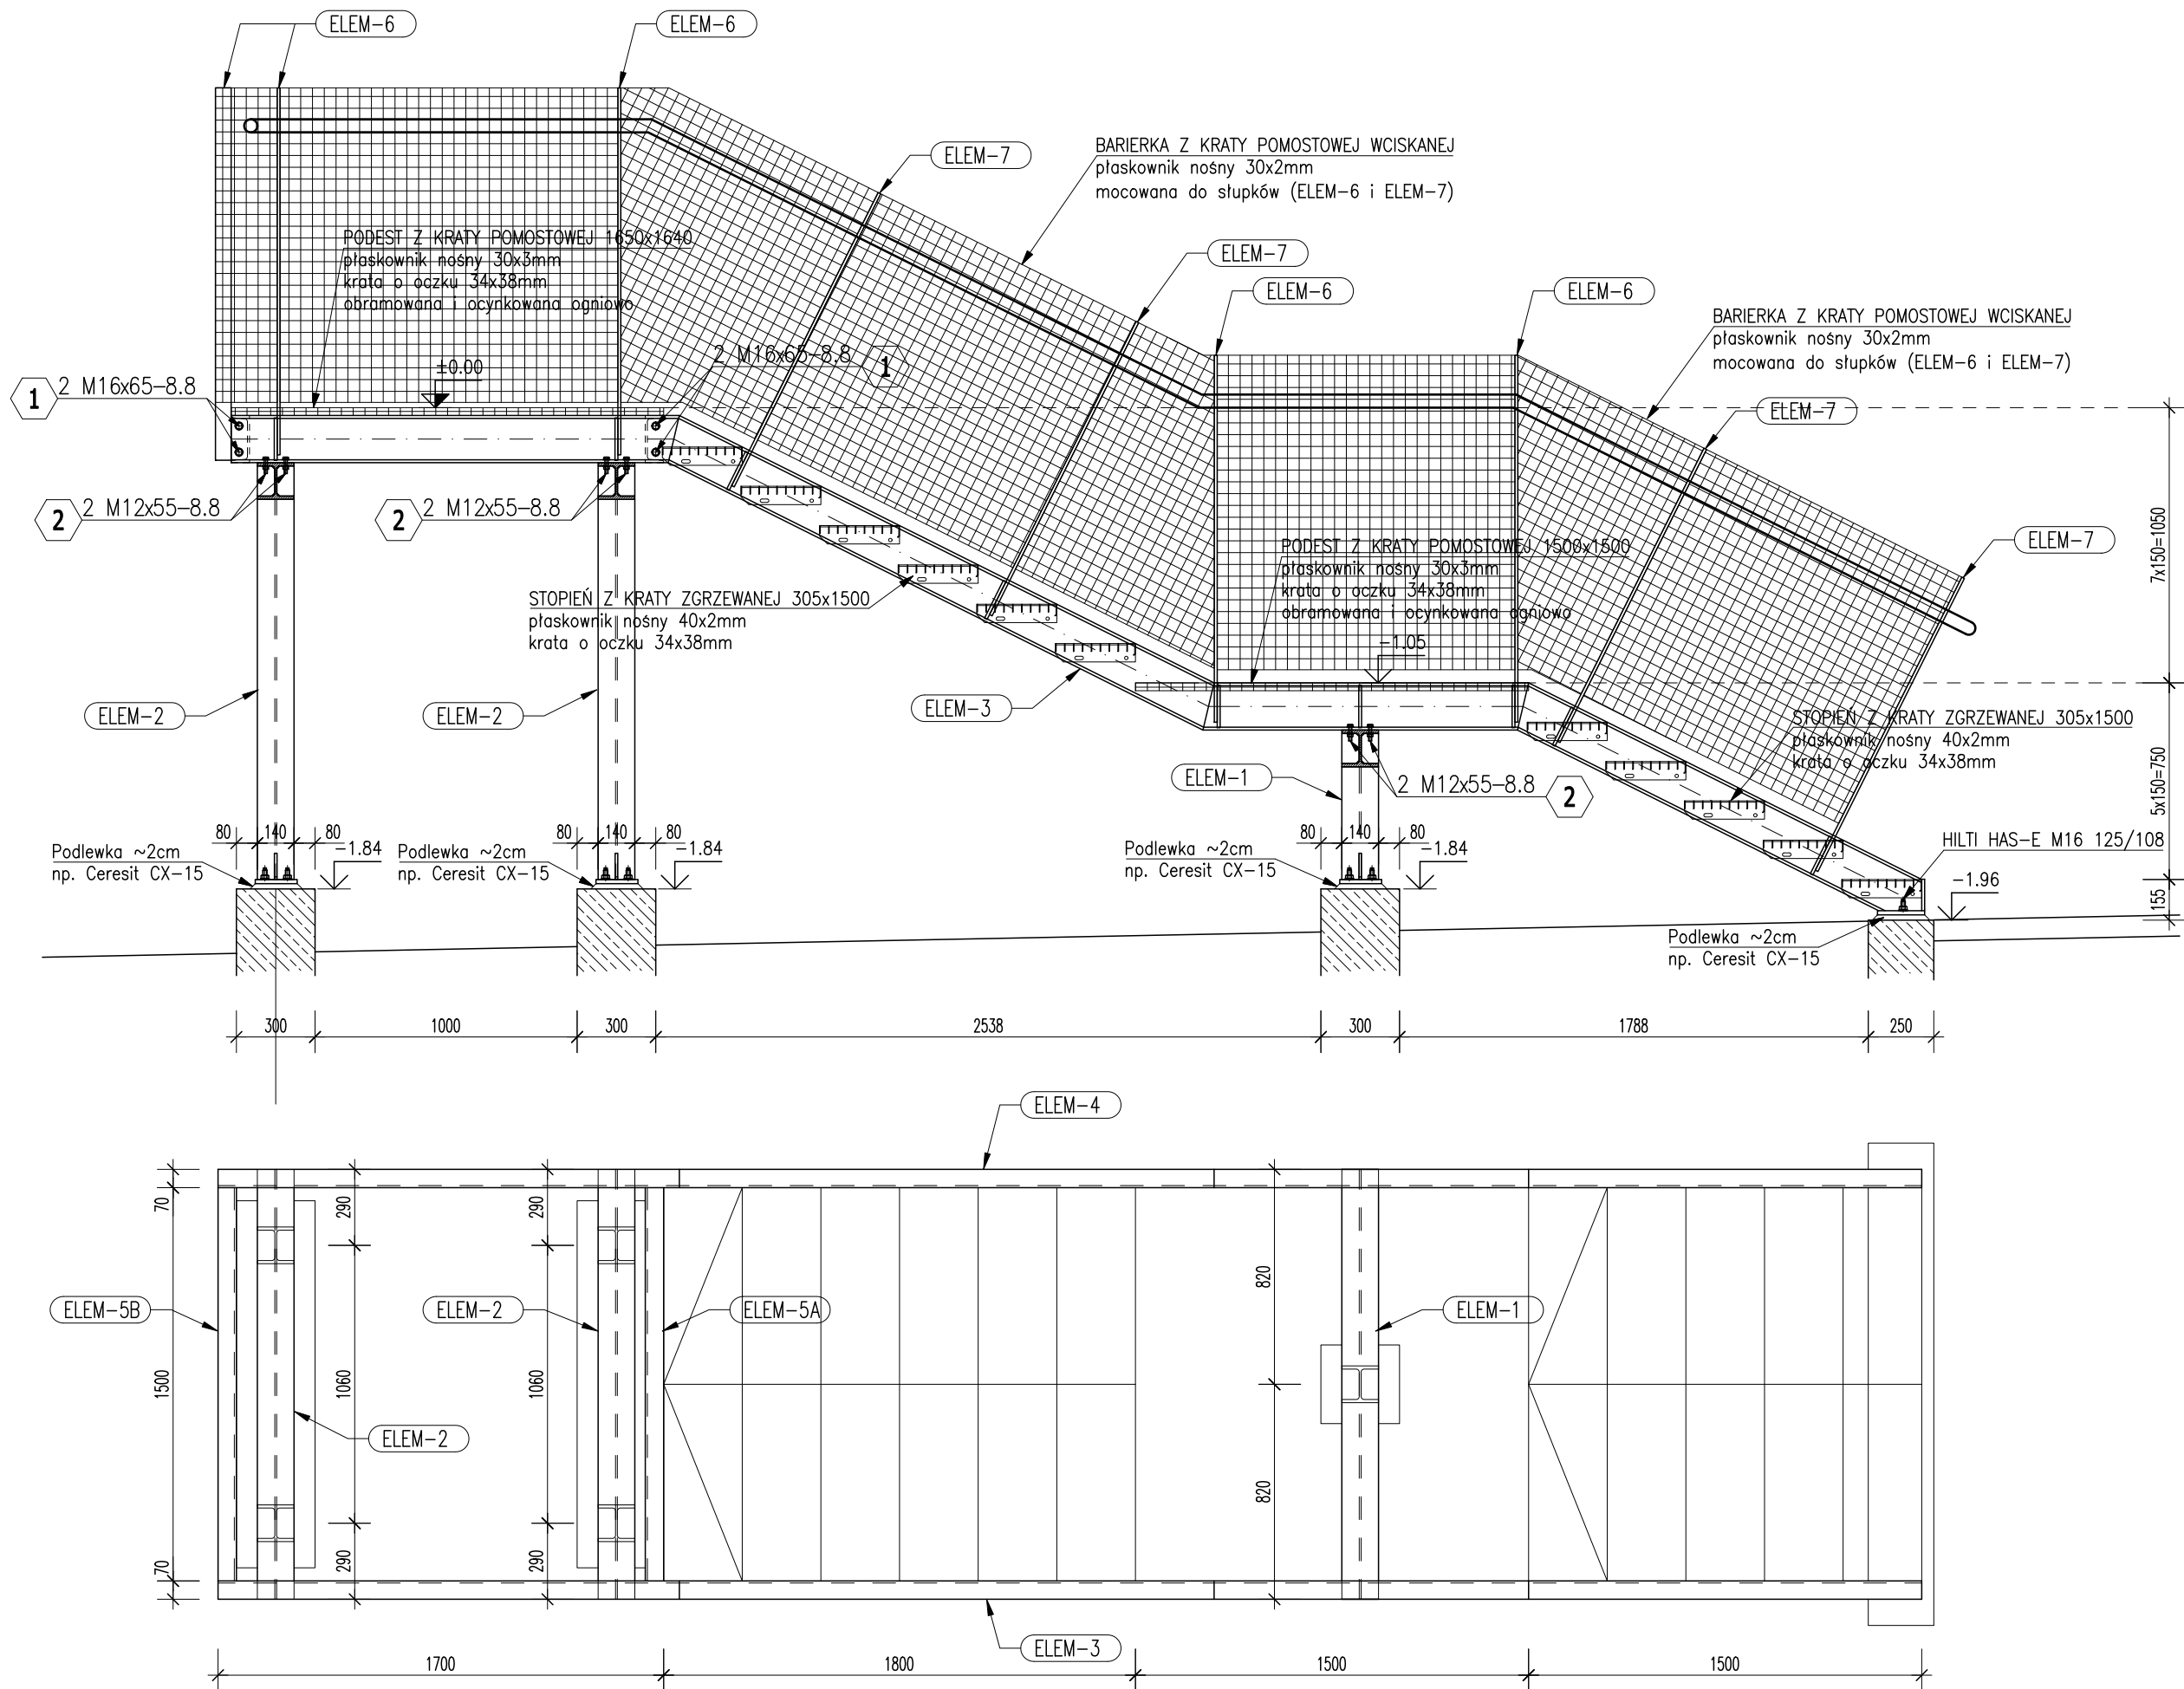 ELEM-6
ELEM-6
BARIERKA Z KRATY POMOSTOWEJ WCISKANEJ
płaskownik nośny 30x2mm
mocowana do słupków (ELEM-6 i ELEM-7)
ELEM-7
ELEM-7
PODEST Z KRATY POMOSTOWEJ 1650x1640
płaskownik nośny 30x3mm
krata o oczku 34x38mm
obramowana i ocynkowana ogniowo
ELEM-6
ELEM-6
BARIERKA Z KRATY POMOSTOWEJ WCISKANEJ
płaskownik nośny 30x2mm
mocowana do słupków (ELEM-6 i ELEM-7)
±0.00
2 M16x65-8.8
1
1
2 M16x65-8.8
ELEM-7
2
2 M12x55-8.8
2
2 M12x55-8.8
ELEM-7
PODEST Z KRATY POMOSTOWEJ 1500x1500
płaskownik nośny 30x3mm
krata o oczku 34x38mm
obramowana i ocynkowana ogniowo
-1.05
7x150=1050
STOPIEŃ Z KRATY ZGRZEWANEJ 305x1500
płaskownik nośny 40x2mm
krata o oczku 34x38mm
ELEM-2
ELEM-2
ELEM-3
STOPIEŃ Z KRATY ZGRZEWANEJ 305x1500
płaskownik nośny 40x2mm
krata o oczku 34x38mm
ELEM-1
2 M12x55-8.8
2
5x150=750
80
140
80
80
140
80
80
140
80
Podlewka ~2cm
np. Ceresit CX-15
-1.84
Podlewka ~2cm
np. Ceresit CX-15
-1.84
Podlewka ~2cm
np. Ceresit CX-15
-1.84
HILTI HAS-E M16 125/108
-1.96
155
Podlewka ~2cm
np. Ceresit CX-15
300
1000
300
2538
300
1788
250
ELEM-4
70
290
290
820
ELEM-5B
ELEM-2
ELEM-5A
ELEM-1
1500
1060
1060
ELEM-2
820
70
290
290
ELEM-3
1700
1800
1500
1500